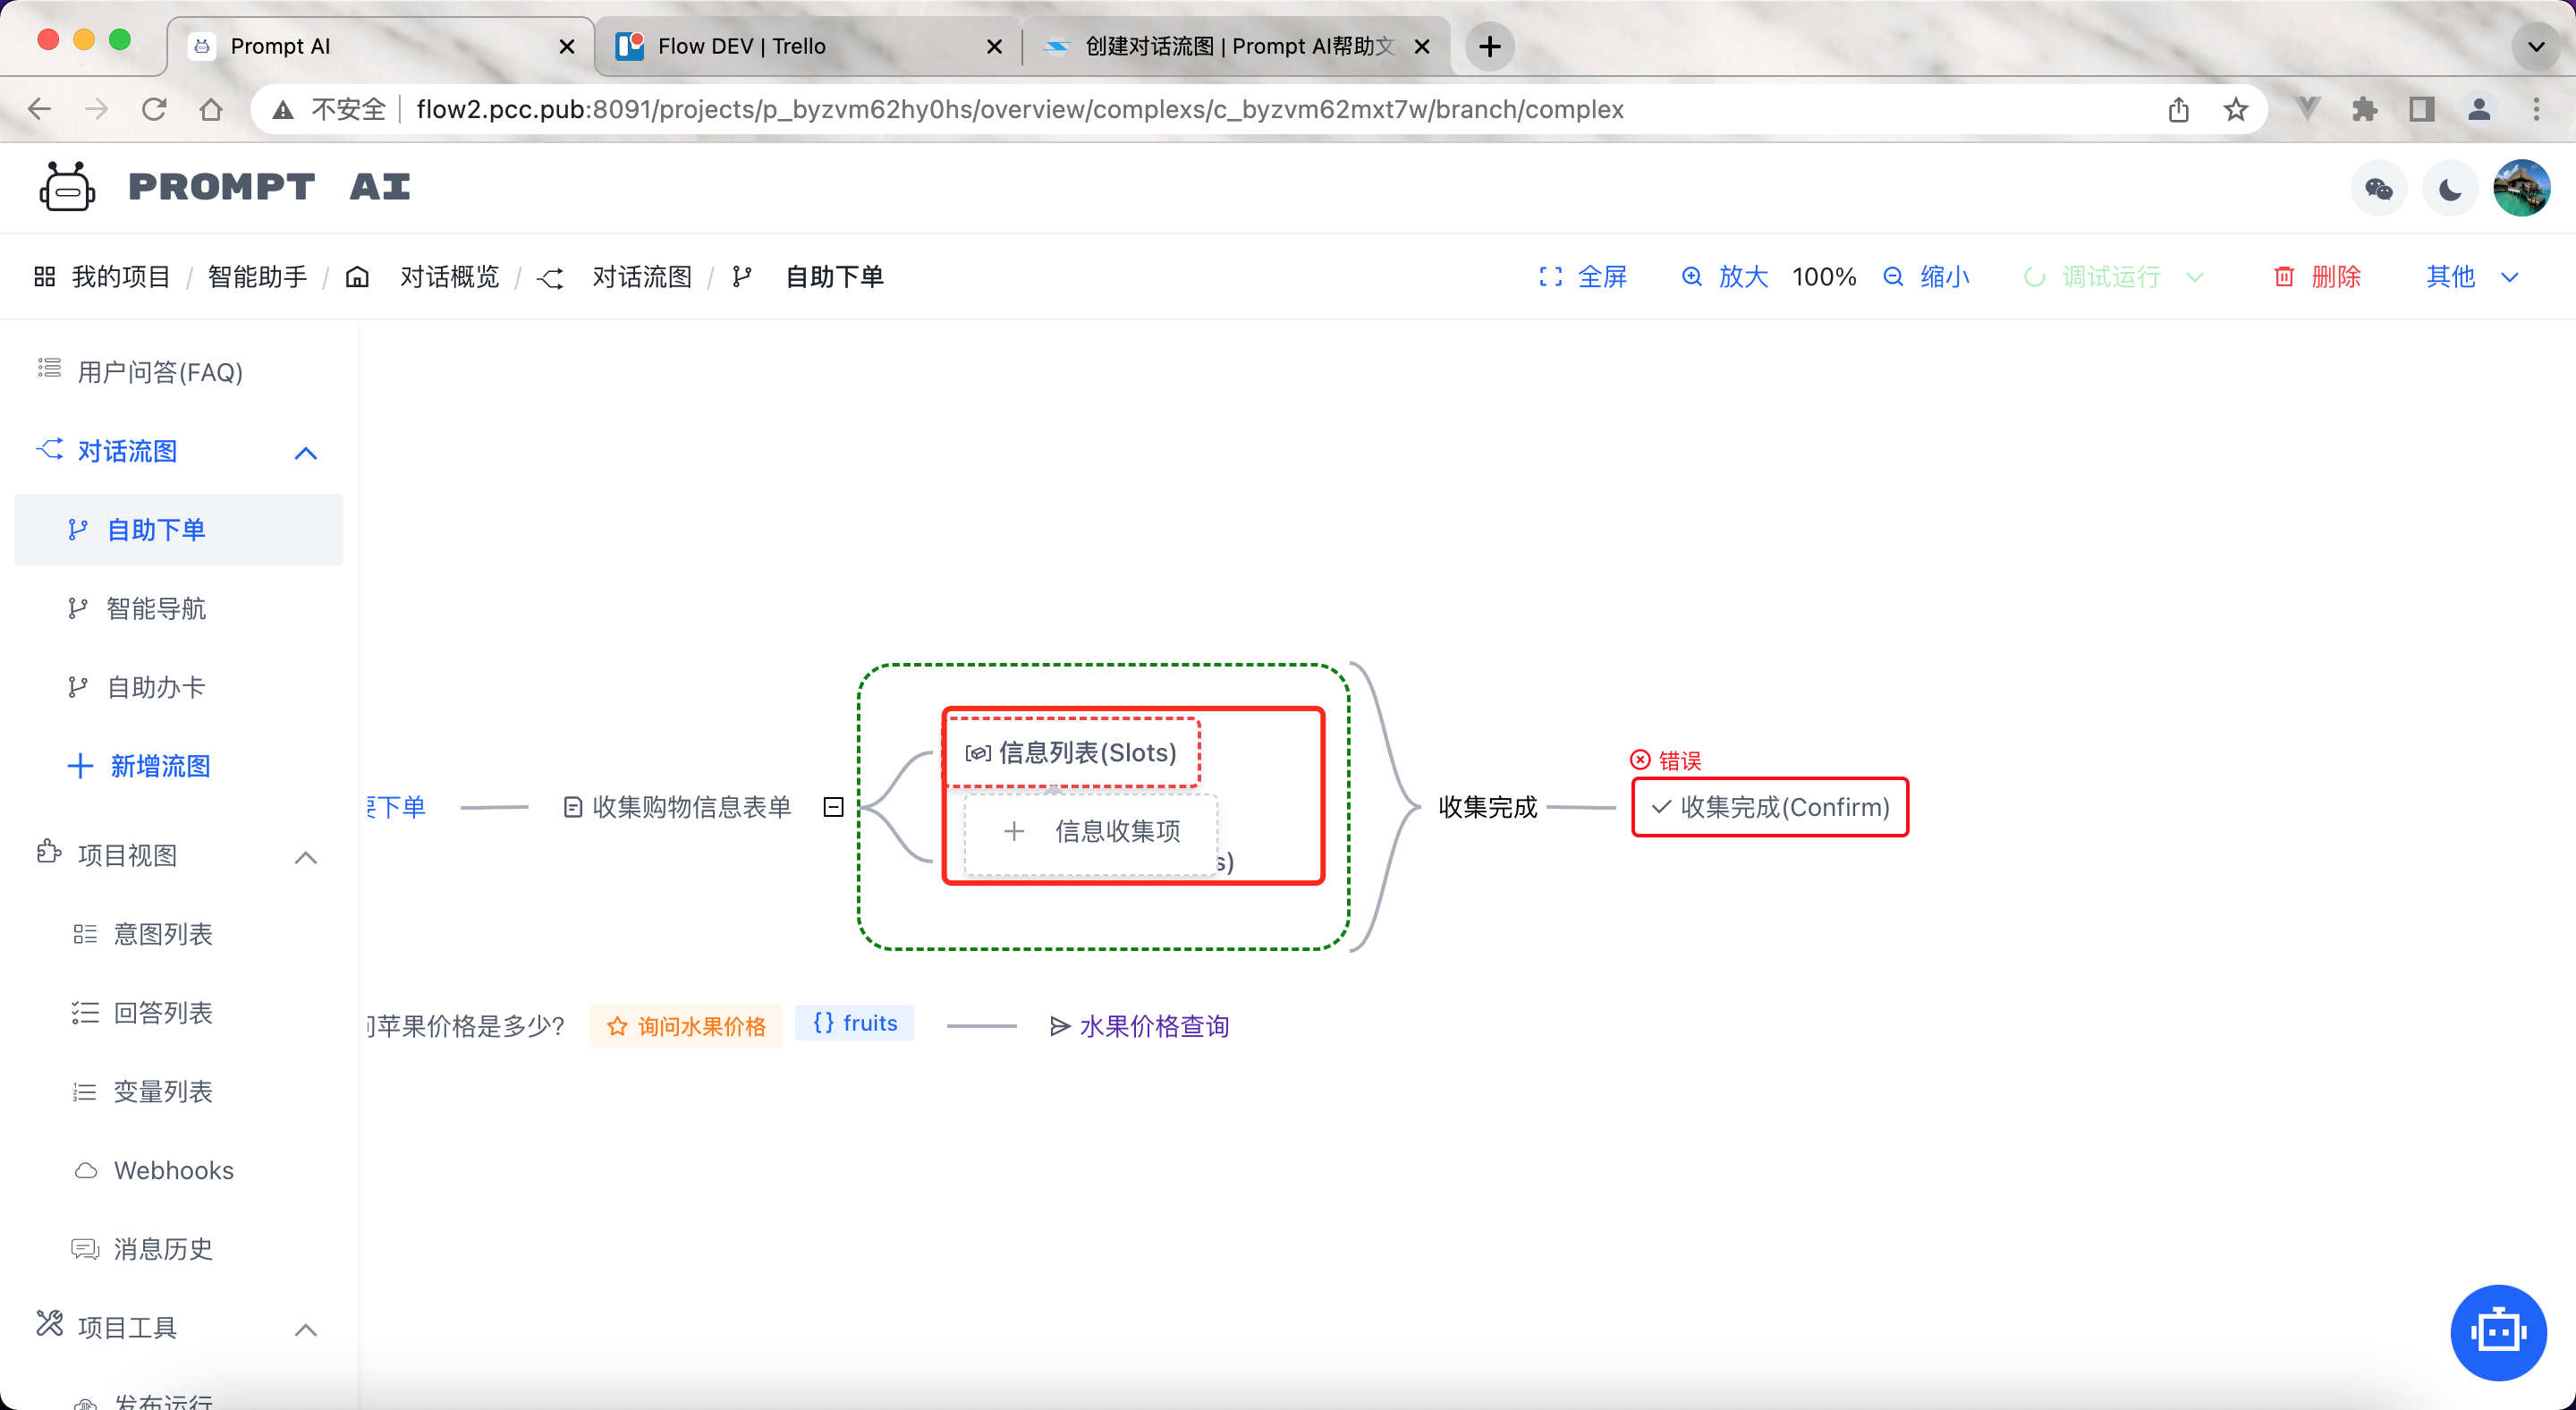 Prompt AI
Flow DEV | Trello
创建对话流图 | Prompt AI帮助文
不安全
flow2.pcc.pub:8091/projects/p_byzvm62hy0hs/overview/complexs/c_byzvm62mxt7w/branch/complex
PROMPT AI
我的项目 / 智能助手 / 对话概览 / 对话流图 / 自助下单
全屏 放大 100% 缩小 调试运行 删除 其他
用户问答(FAQ)
对话流图
自助下单
智能导航
自助办卡
新增流图
项目视图
意图列表
回答列表
变量列表
Webhooks
消息历史
项目工具
发布运行
要下单
收集购物信息表单
信息列表(Slots)
信息收集项
s)
收集完成
错误
收集完成(Confirm)
苹果价格是多少?
询问水果价格
{} fruits
水果价格查询